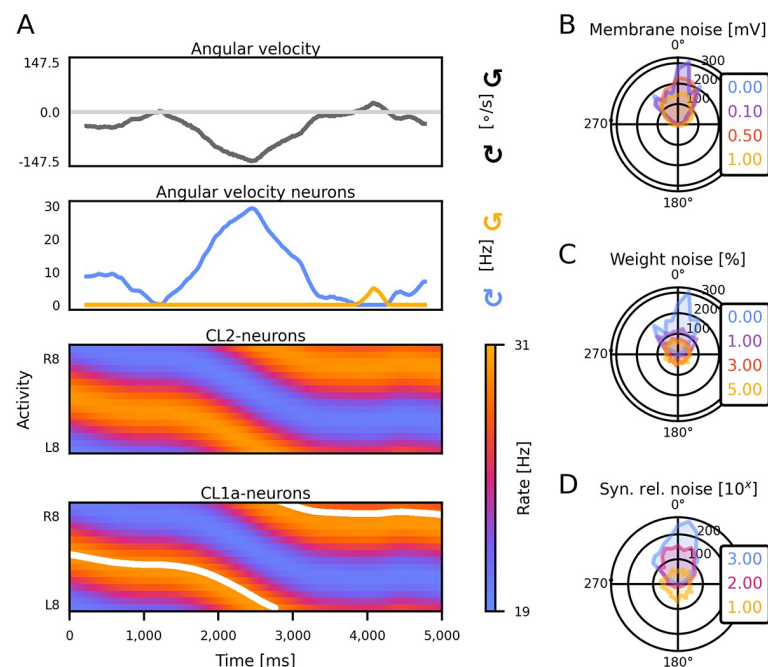 A
Angular velocity
147.5
0.0
-147.5
[∘/s]
Angular velocity neurons
30
20
10
0
[Hz]
CL2-neurons
R8
L8
Activity
CL1a-neurons
R8
L8
0 1,000 2,000 3,000 4,000 5,000
Time [ms]
31
19
Rate [Hz]
B
Membrane noise [mV]
0°
300
200
100
270°
180°
0.00
0.10
0.50
1.00
C
Weight noise [%]
0°
300
200
100
270°
180°
0.00
1.00
3.00
5.00
D
Syn. rel. noise [10ˣ]
0°
200
100
270°
180°
3.00
2.00
1.00